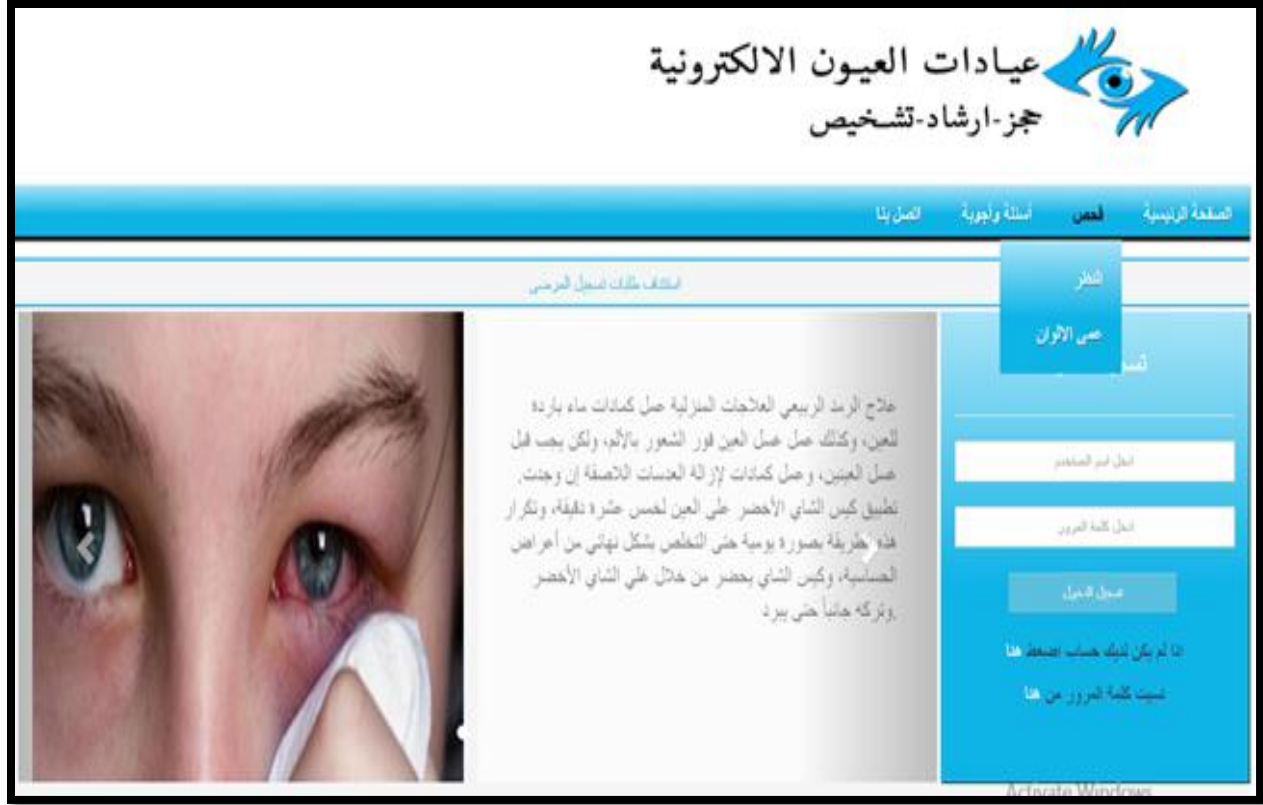 عيادات العيون الالكترونية
حجز-ارشاد-تشخيص
الصفحة الرئيسية فحص أسئلة وأجوبة اتصل بنا
للنظر
عمى الالوان
استئناف طلبات تسجيل المرضى
علاج الرمد الربيعي العلاجات المنزلية عمل كمادات ماء باردة
للعين، وكذلك عمل غسل العين فور الشعور بالألم، ولكن يجب قبل
غسل العينين، وعمل كمادات لإزالة العدسات اللاصقة إن وجدت.
تطبيق كيس الشاي الأخضر على العين لخمس عشرة دقيقة، وتكرار
هذه طريقة بصورة يومية حتى التخلص بشكل نهائي من أعراض
الحساسية، وكيس الشاي يحضر من خلال غلي الشاي الأخضر
.وتركه جانباً حتى يبرد
ادخل اسم المستخدم
ادخل كلمة المرور
تسجيل الدخول
اذا لم يكن لديك حساب اضغط هنا
نسيت كلمة المرور من هنا
Activate Windows